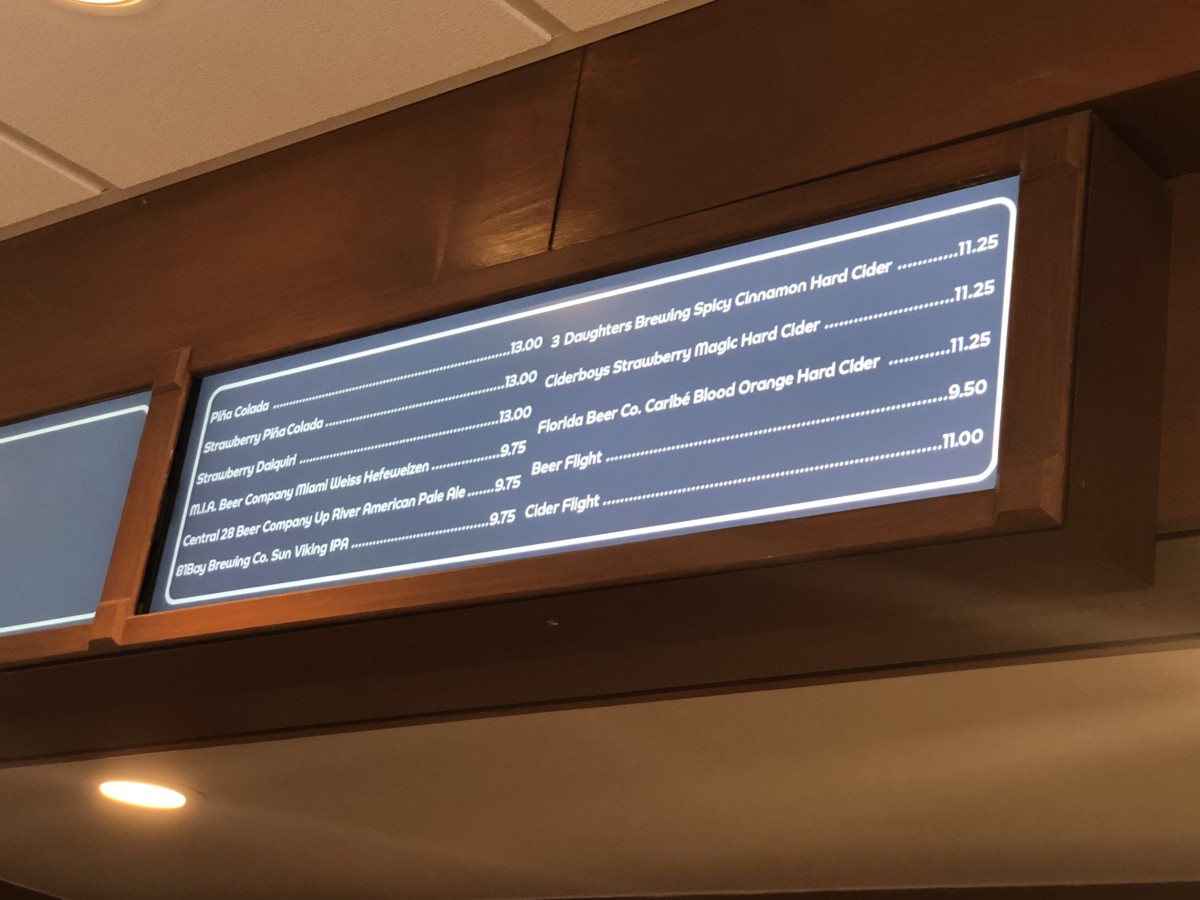 Piña Colada ................................................13.00
Strawberry Piña Colada ....................................13.00
Strawberry Daiquiri ........................................13.00
M.I.A. Beer Company Miami Weiss Hefeweizen ..............9.75
Central 28 Beer Company Up River American Pale Ale .......9.75
81Bay Brewing Co. Sun Viking IPA .............................9.75
3 Daughters Brewing Spicy Cinnamon Hard Cider ............11.25
Ciderboys Strawberry Magic Hard Cider .........................11.25
Florida Beer Co. Caribé Blood Orange Hard Cider ...........11.25
Beer Flight ................................................................9.50
Cider Flight ...............................................................11.00